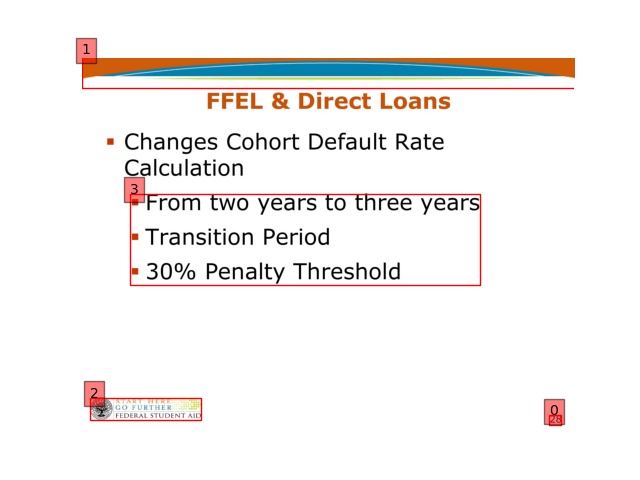 1
FFEL & Direct Loans
Changes Cohort Default Rate
Calculation
3
From two years to three years
Transition Period
30% Penalty Threshold
2
START HERE
GO FURTHER
FEDERAL STUDENT AID
0
28